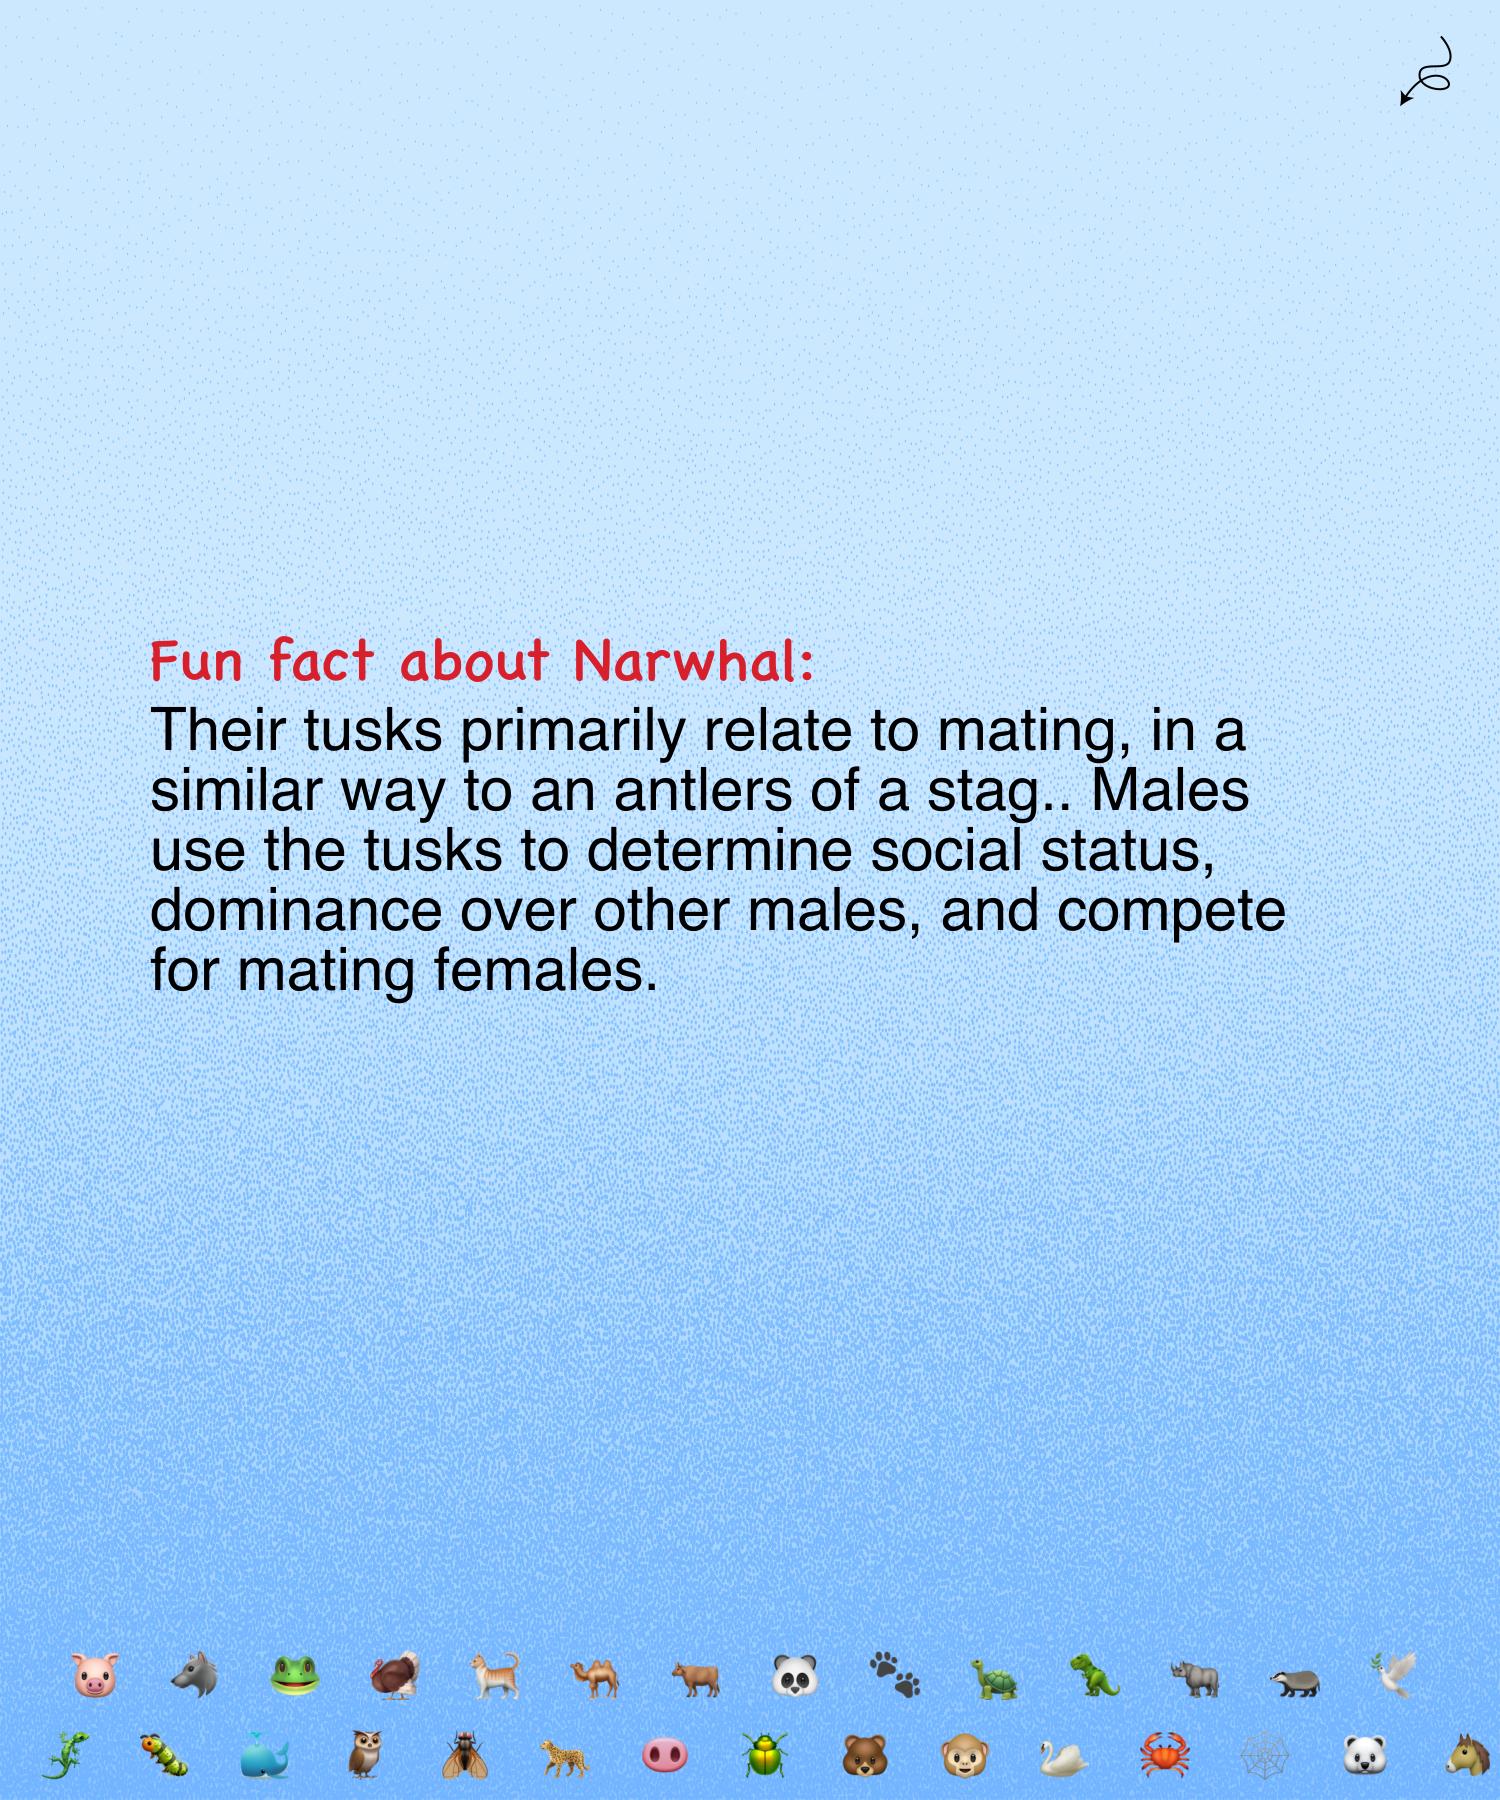 Fun fact about Narwhal:
Their tusks primarily relate to mating, in a
similar way to an antlers of a stag.. Males
use the tusks to determine social status,
dominance over other males, and compete
for mating females.